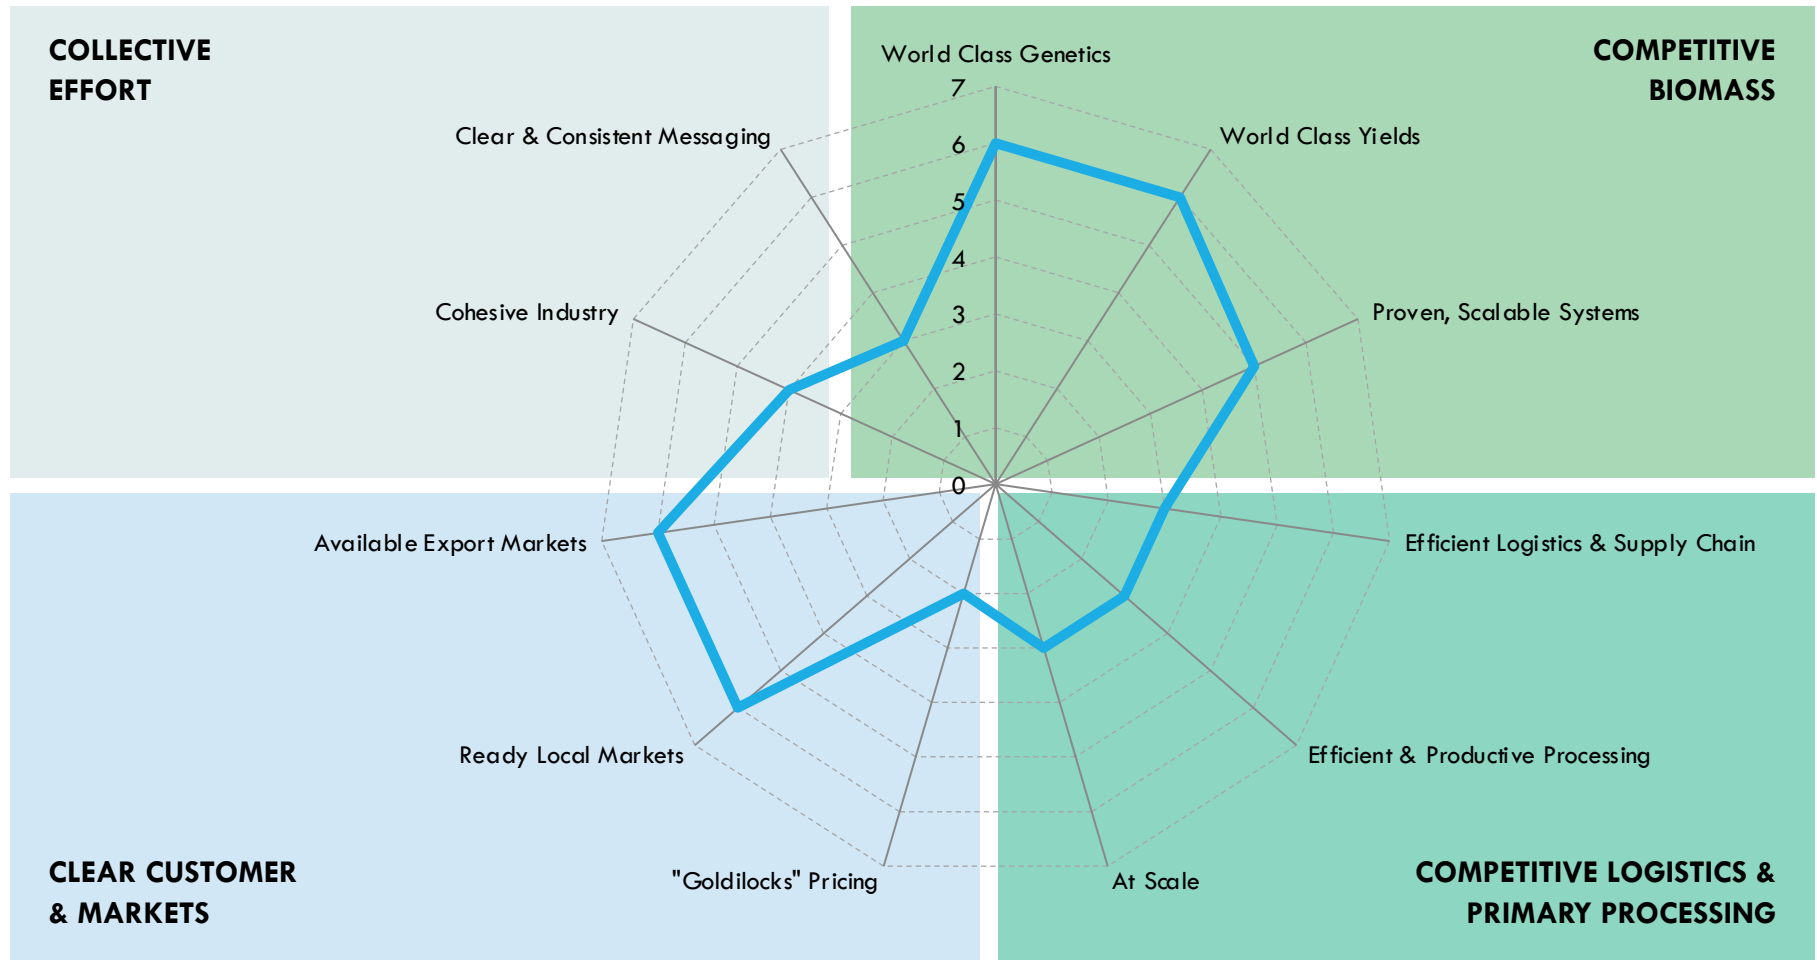 COLLECTIVE
EFFORT
COMPETITIVE
BIOMASS
World Class Genetics
Clear & Consistent Messaging
World Class Yields
Cohesive Industry
Proven, Scalable Systems
7
6
5
4
3
2
1
0
Available Export Markets
Efficient Logistics & Supply Chain
Ready Local Markets
Efficient & Productive Processing
"Goldilocks" Pricing
At Scale
CLEAR CUSTOMER
& MARKETS
COMPETITIVE LOGISTICS &
PRIMARY PROCESSING